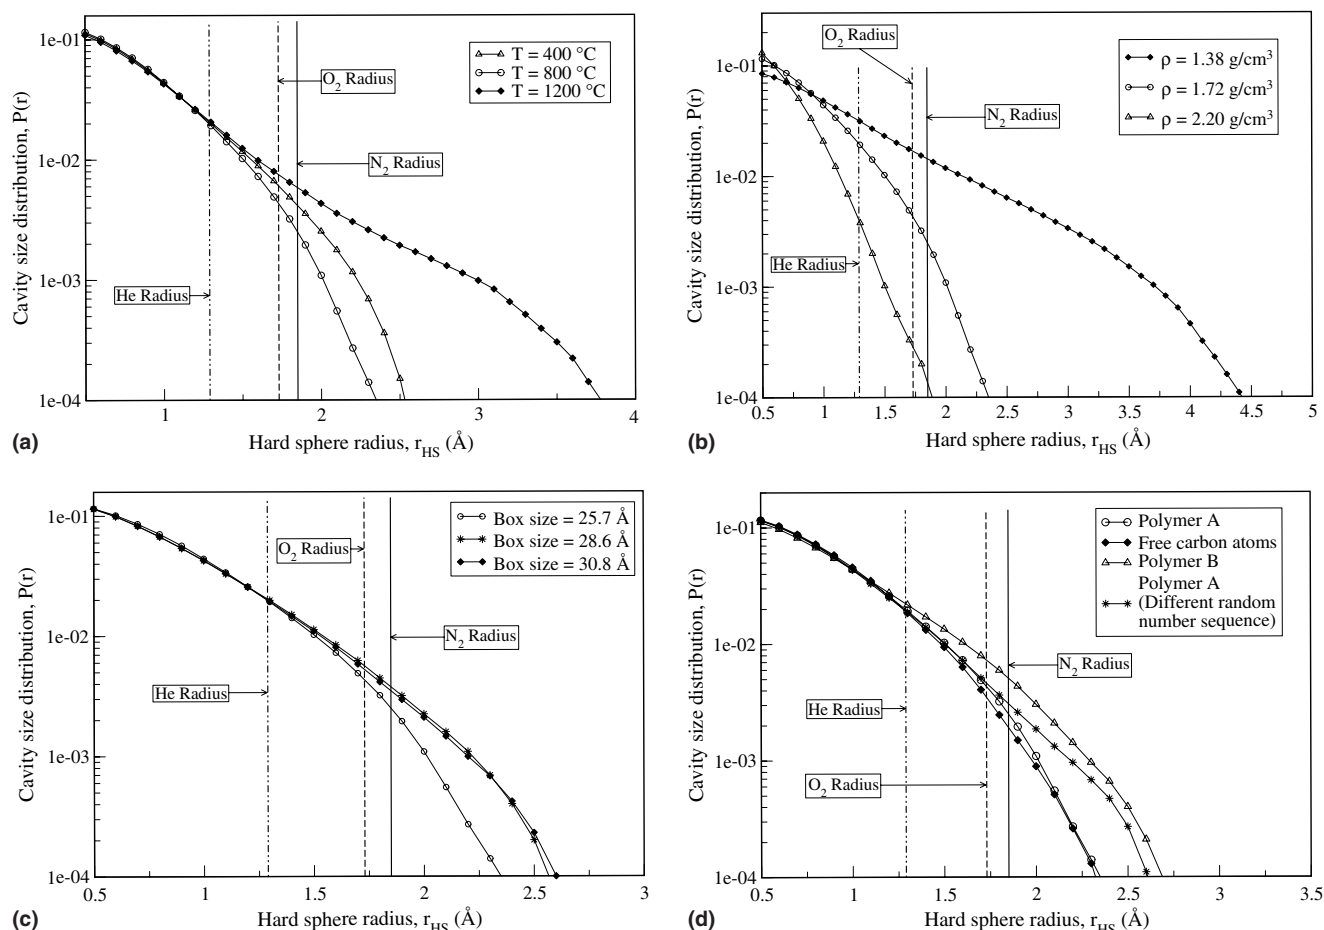 1e-01
1e-02
1e-03
1e-04
Cavity size distribution, P(r)
T = 400 °C
T = 800 °C
T = 1200 °C
O2 Radius
N2 Radius
He Radius
1 2 3 4
Hard sphere radius, rHS (Å)
(a)
1e-01
1e-02
1e-03
1e-04
Cavity size distribution, P(r)
O2 Radius
ρ = 1.38 g/cm3
ρ = 1.72 g/cm3
ρ = 2.20 g/cm3
N2 Radius
He Radius
0.5 1 1.5 2 2.5 3 3.5 4 4.5 5
Hard sphere radius, rHS (Å)
(b)
1e-01
1e-02
1e-03
1e-04
Cavity size distribution, P(r)
Box size = 25.7 Å
Box size = 28.6 Å
Box size = 30.8 Å
O2 Radius
N2 Radius
He Radius
0.5 1 1.5 2 2.5 3
Hard sphere radius, rHS (Å)
(c)
1e-01
1e-02
1e-03
1e-04
Cavity size distribution, P(r)
Polymer A
Free carbon atoms
Polymer B
Polymer A
(Different random
number sequence)
N2 Radius
He Radius
O2 Radius
0.5 1 1.5 2 2.5 3 3.5
Hard sphere radius, rHS (Å)
(d)